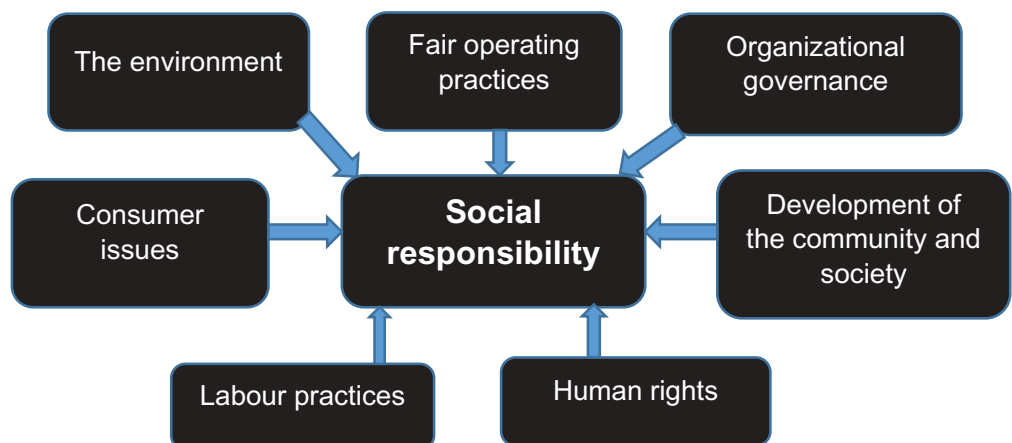 The environment
Fair operating
practices
Organizational
governance
Consumer
issues
Social
responsibility
Development of
the community and
society
Labour practices
Human rights